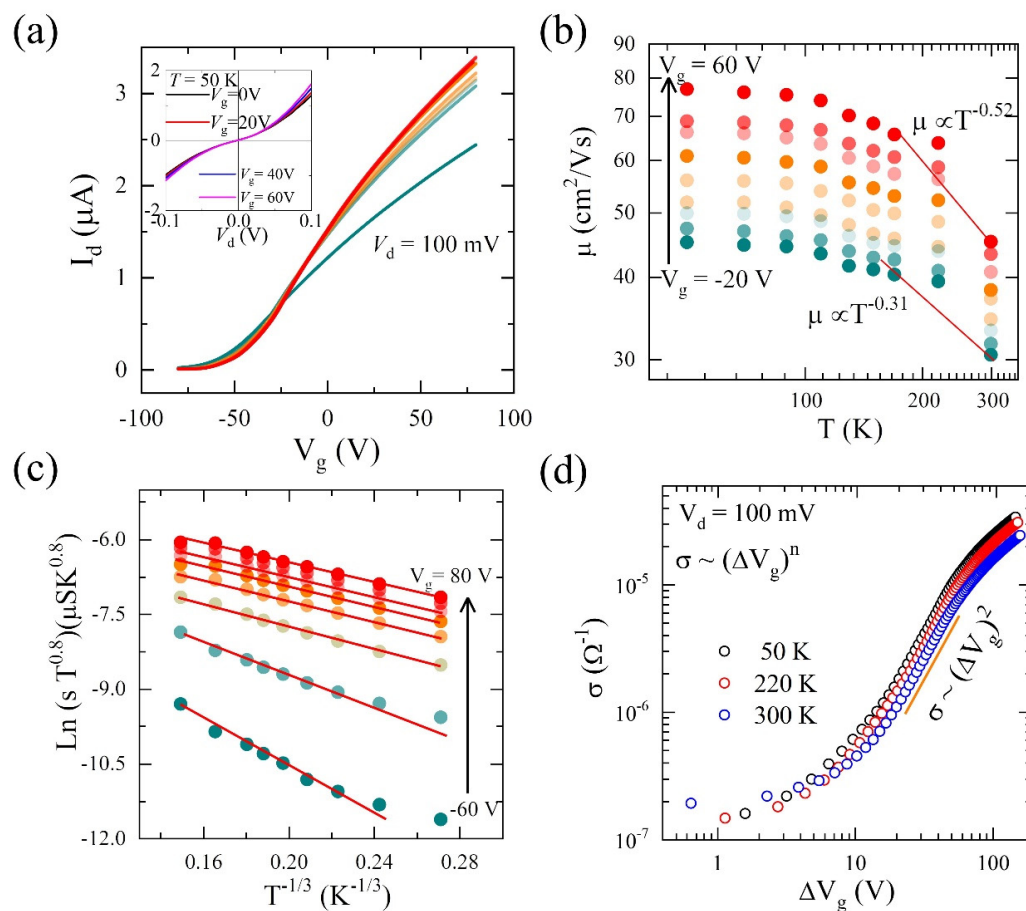 (a)
I_d (μA)
3
2
1
0
-100
-50
0
50
100
V_g (V)
V_d = 100 mV
T = 50 K
V_g=0V
V_g=20V
V_g=40V
V_g=60V
2
0
2
-0.1
0.0
0.1
V_d (V)
(b)
μ (cm²/Vs)
90
80
70
60
50
40
30
V_g = 60 V
V_g = -20 V
μ ∝T^-0.52
μ ∝T^-0.31
100
200
300
T (K)
(c)
Ln (s T^0.8)(μSK^0.8)
-6.0
-7.5
-9.0
-10.5
-12.0
V_g= 80 V
-60 V
0.16
0.20
0.24
0.28
T^-1/3 (K^-1/3)
(d)
σ (Ω^-1)
10^-5
10^-6
10^-7
V_d = 100 mV
σ ~ (ΔV_g)^n
50 K
220 K
300 K
σ ~ (ΔV_g)^2
1
10
100
ΔV_g (V)